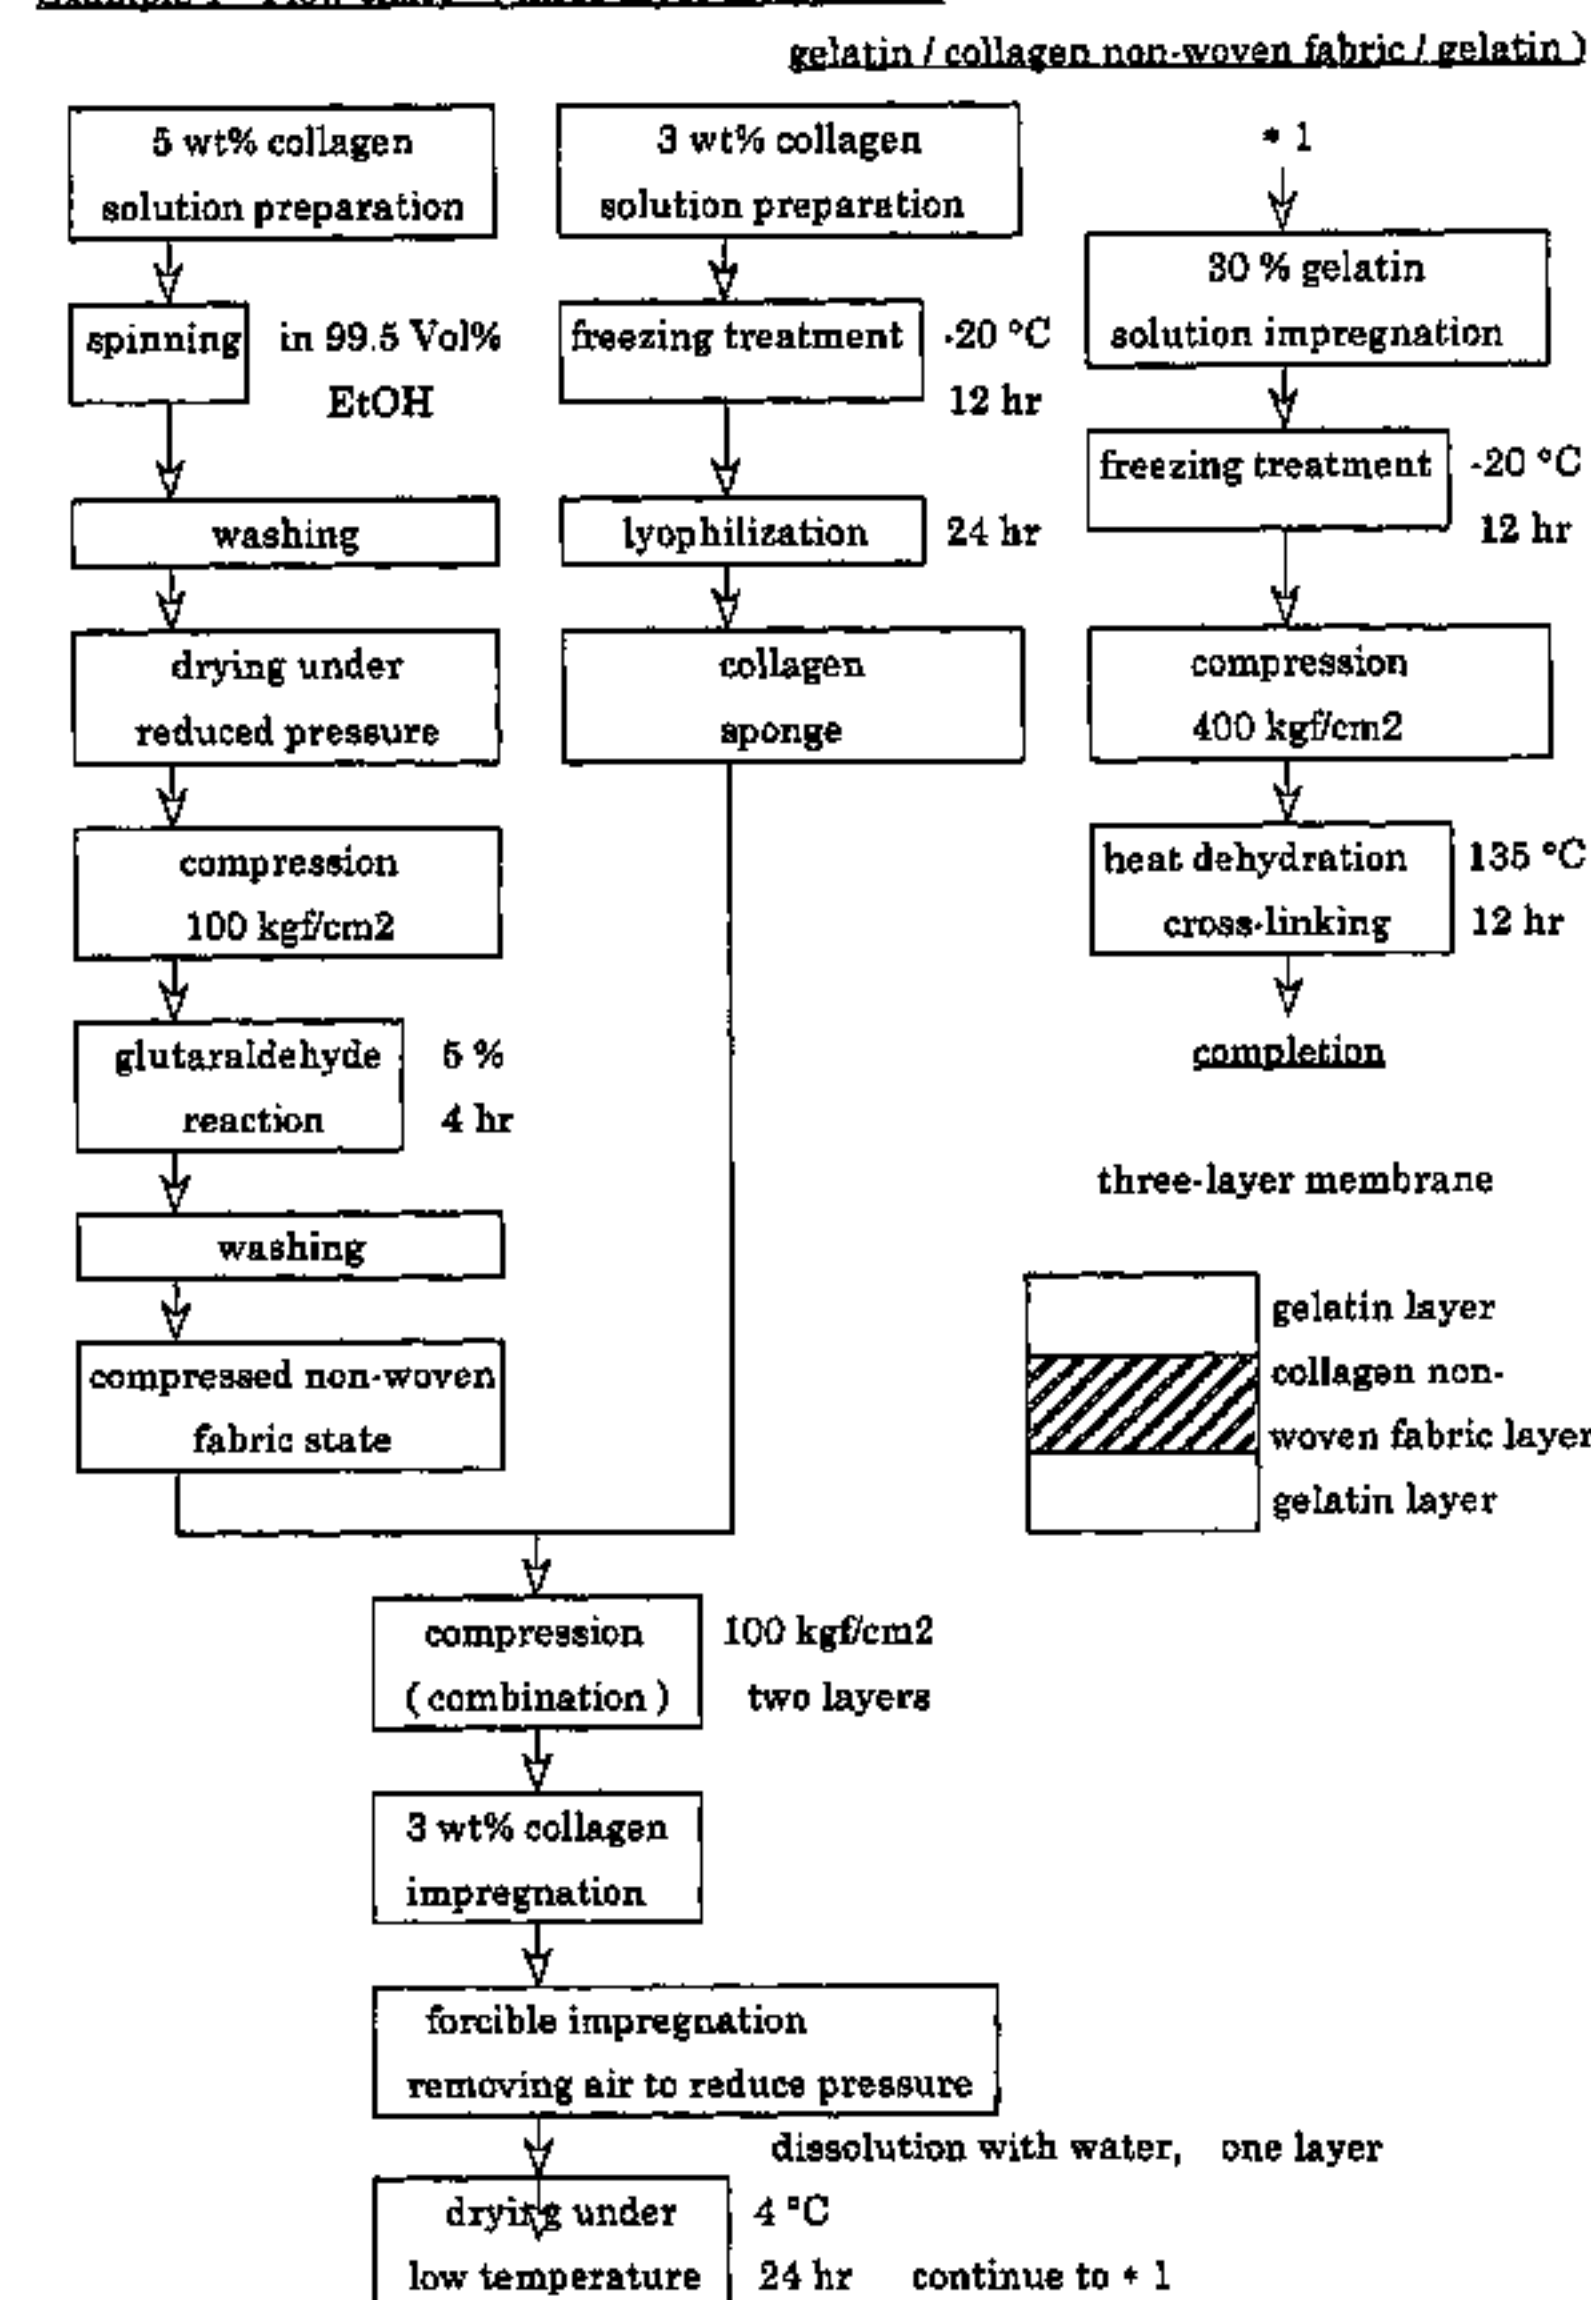 gelatin / collagen non-woven fabric / gelatin )
5 wt% collagen
solution preparation
spinning
in 99.5 Vol%
EtOH
washing
drying under
reduced pressure
compression
100 kgf/cm2
glutaraldehyde
reaction
5 %
4 hr
washing
compressed non-woven
fabric state
3 wt% collagen
solution preparation
freezing treatment
-20 °C
12 hr
lyophilization
24 hr
collagen
sponge
compression
( combination )
100 kgf/cm2
two layers
3 wt% collagen
impregnation
forcible impregnation
removing air to reduce pressure
dissolution with water, one layer
drying under
low temperature
4 °C
24 hr
continue to * 1
* 1
30 % gelatin
solution impregnation
freezing treatment
-20 °C
12 hr
compression
400 kgf/cm2
heat dehydration
cross-linking
135 °C
12 hr
completion
three-layer membrane
gelatin layer
collagen non-
woven fabric layer
gelatin layer